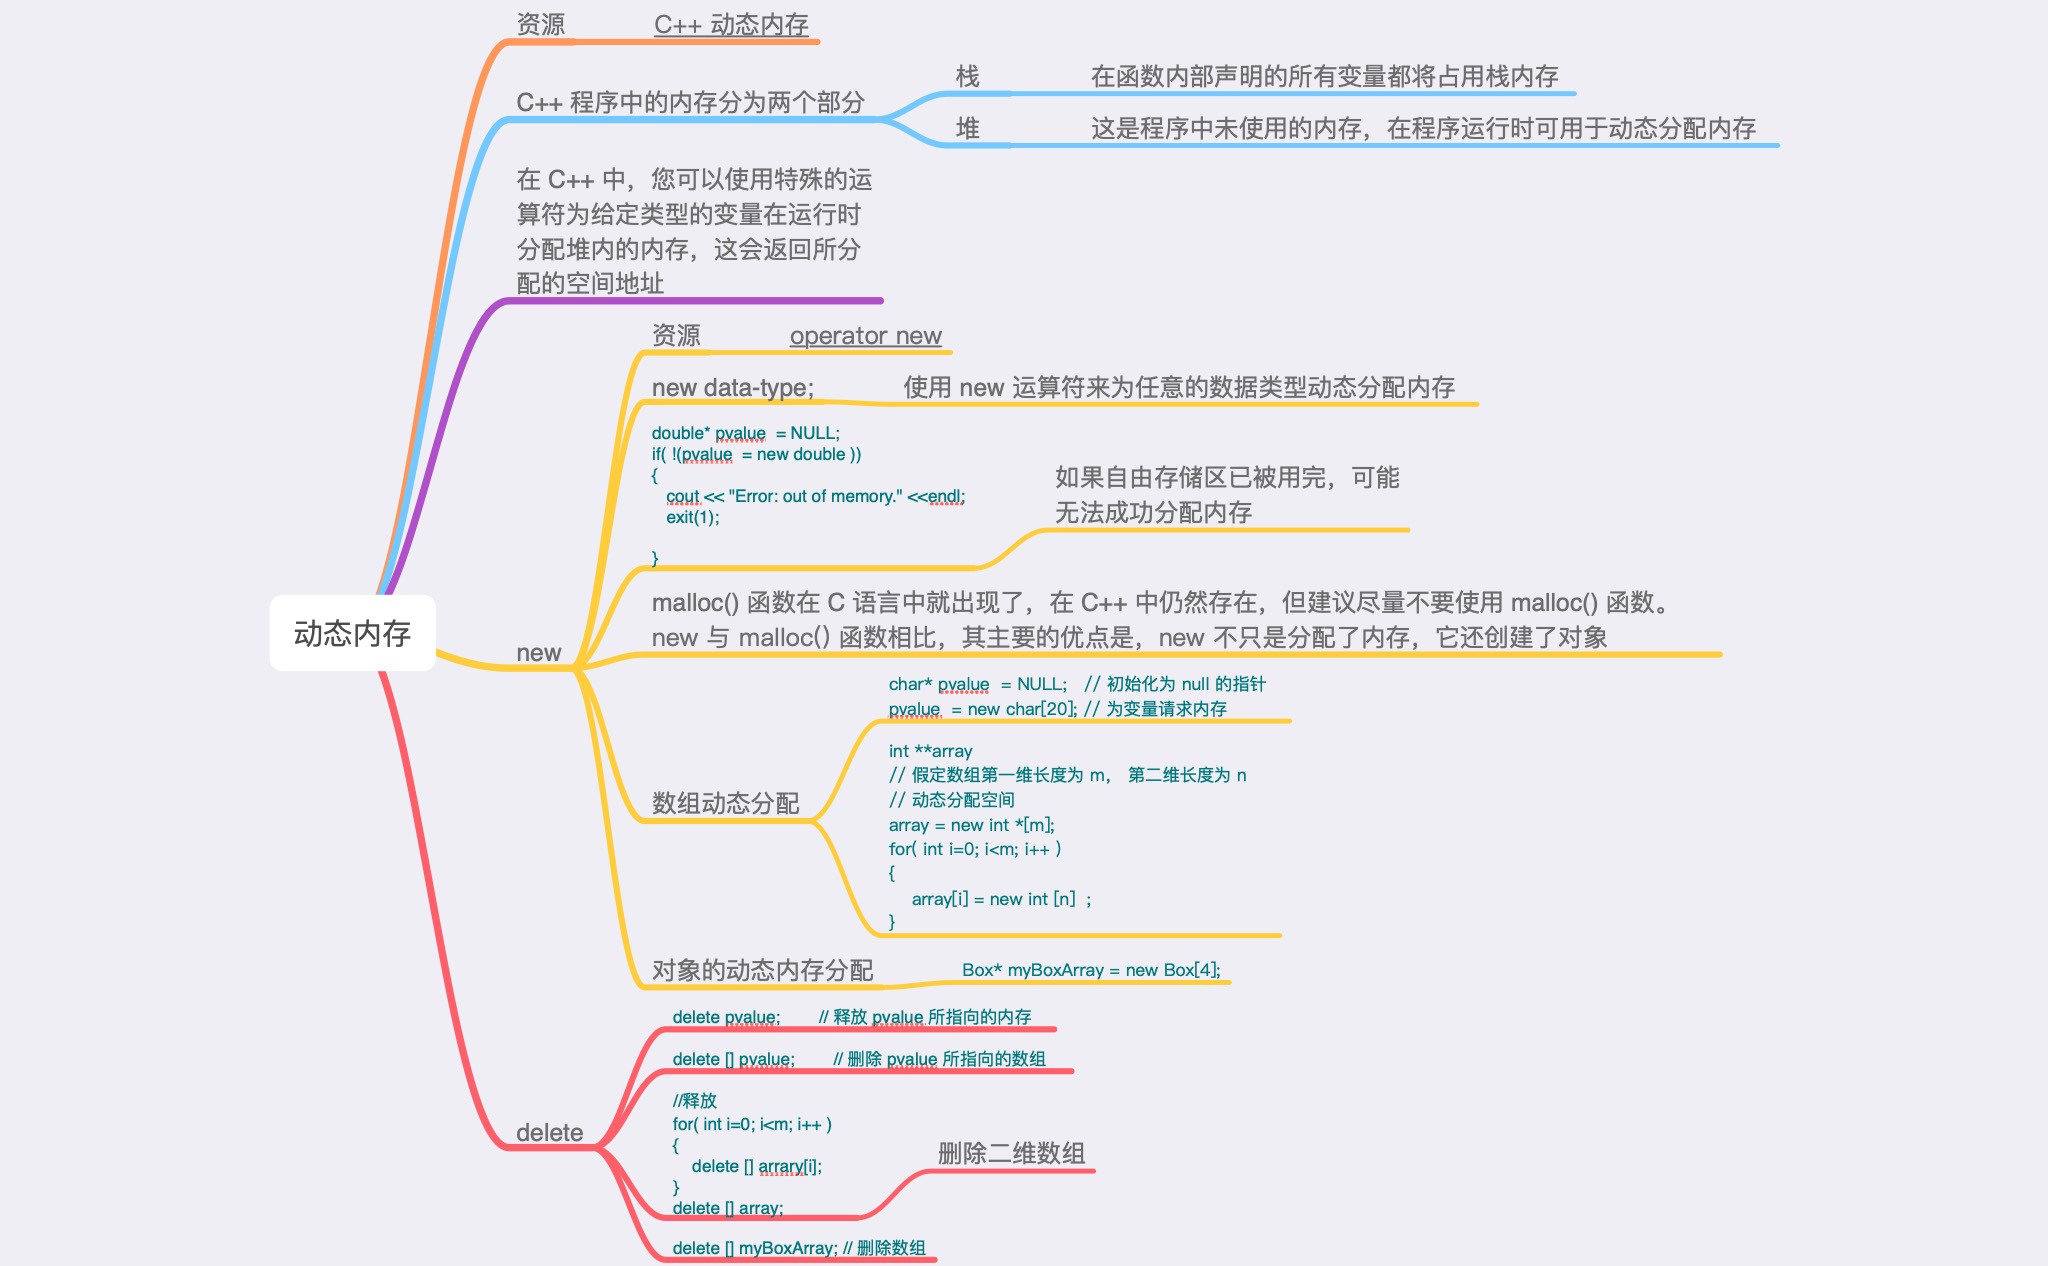 动态内存
资源
C++ 动态内存
C++ 程序中的内存分为两个部分
栈
在函数内部声明的所有变量都将占用栈内存
堆
这是程序中未使用的内存，在程序运行时可用于动态分配内存
在 C++ 中，您可以使用特殊的运
算符为给定类型的变量在运行时
分配堆内的内存，这会返回所分
配的空间地址
new
资源
operator new
new data-type;
使用 new 运算符来为任意的数据类型动态分配内存
double* pvalue  = NULL;
if( !(pvalue  = new double ))
{
   cout << "Error: out of memory." <<endl;
   exit(1);
}
如果自由存储区已被用完，可能
无法成功分配内存
malloc() 函数在 C 语言中就出现了，在 C++ 中仍然存在，但建议尽量不要使用 malloc() 函数。
new 与 malloc() 函数相比，其主要的优点是，new 不只是分配了内存，它还创建了对象
数组动态分配
char* pvalue  = NULL;   // 初始化为 null 的指针
pvalue  = new char[20]; // 为变量请求内存
int **array
// 假定数组第一维长度为 m， 第二维长度为 n
// 动态分配空间
array = new int *[m];
for( int i=0; i<m; i++ )
{
    array[i] = new int [n]  ;
}
对象的动态内存分配
Box* myBoxArray = new Box[4];
delete
delete pvalue;        // 释放 pvalue 所指向的内存
delete [] pvalue;        // 删除 pvalue 所指向的数组
//释放
for( int i=0; i<m; i++ )
{
    delete [] arrary[i];
}
delete [] array;
删除二维数组
delete [] myBoxArray; // 删除数组